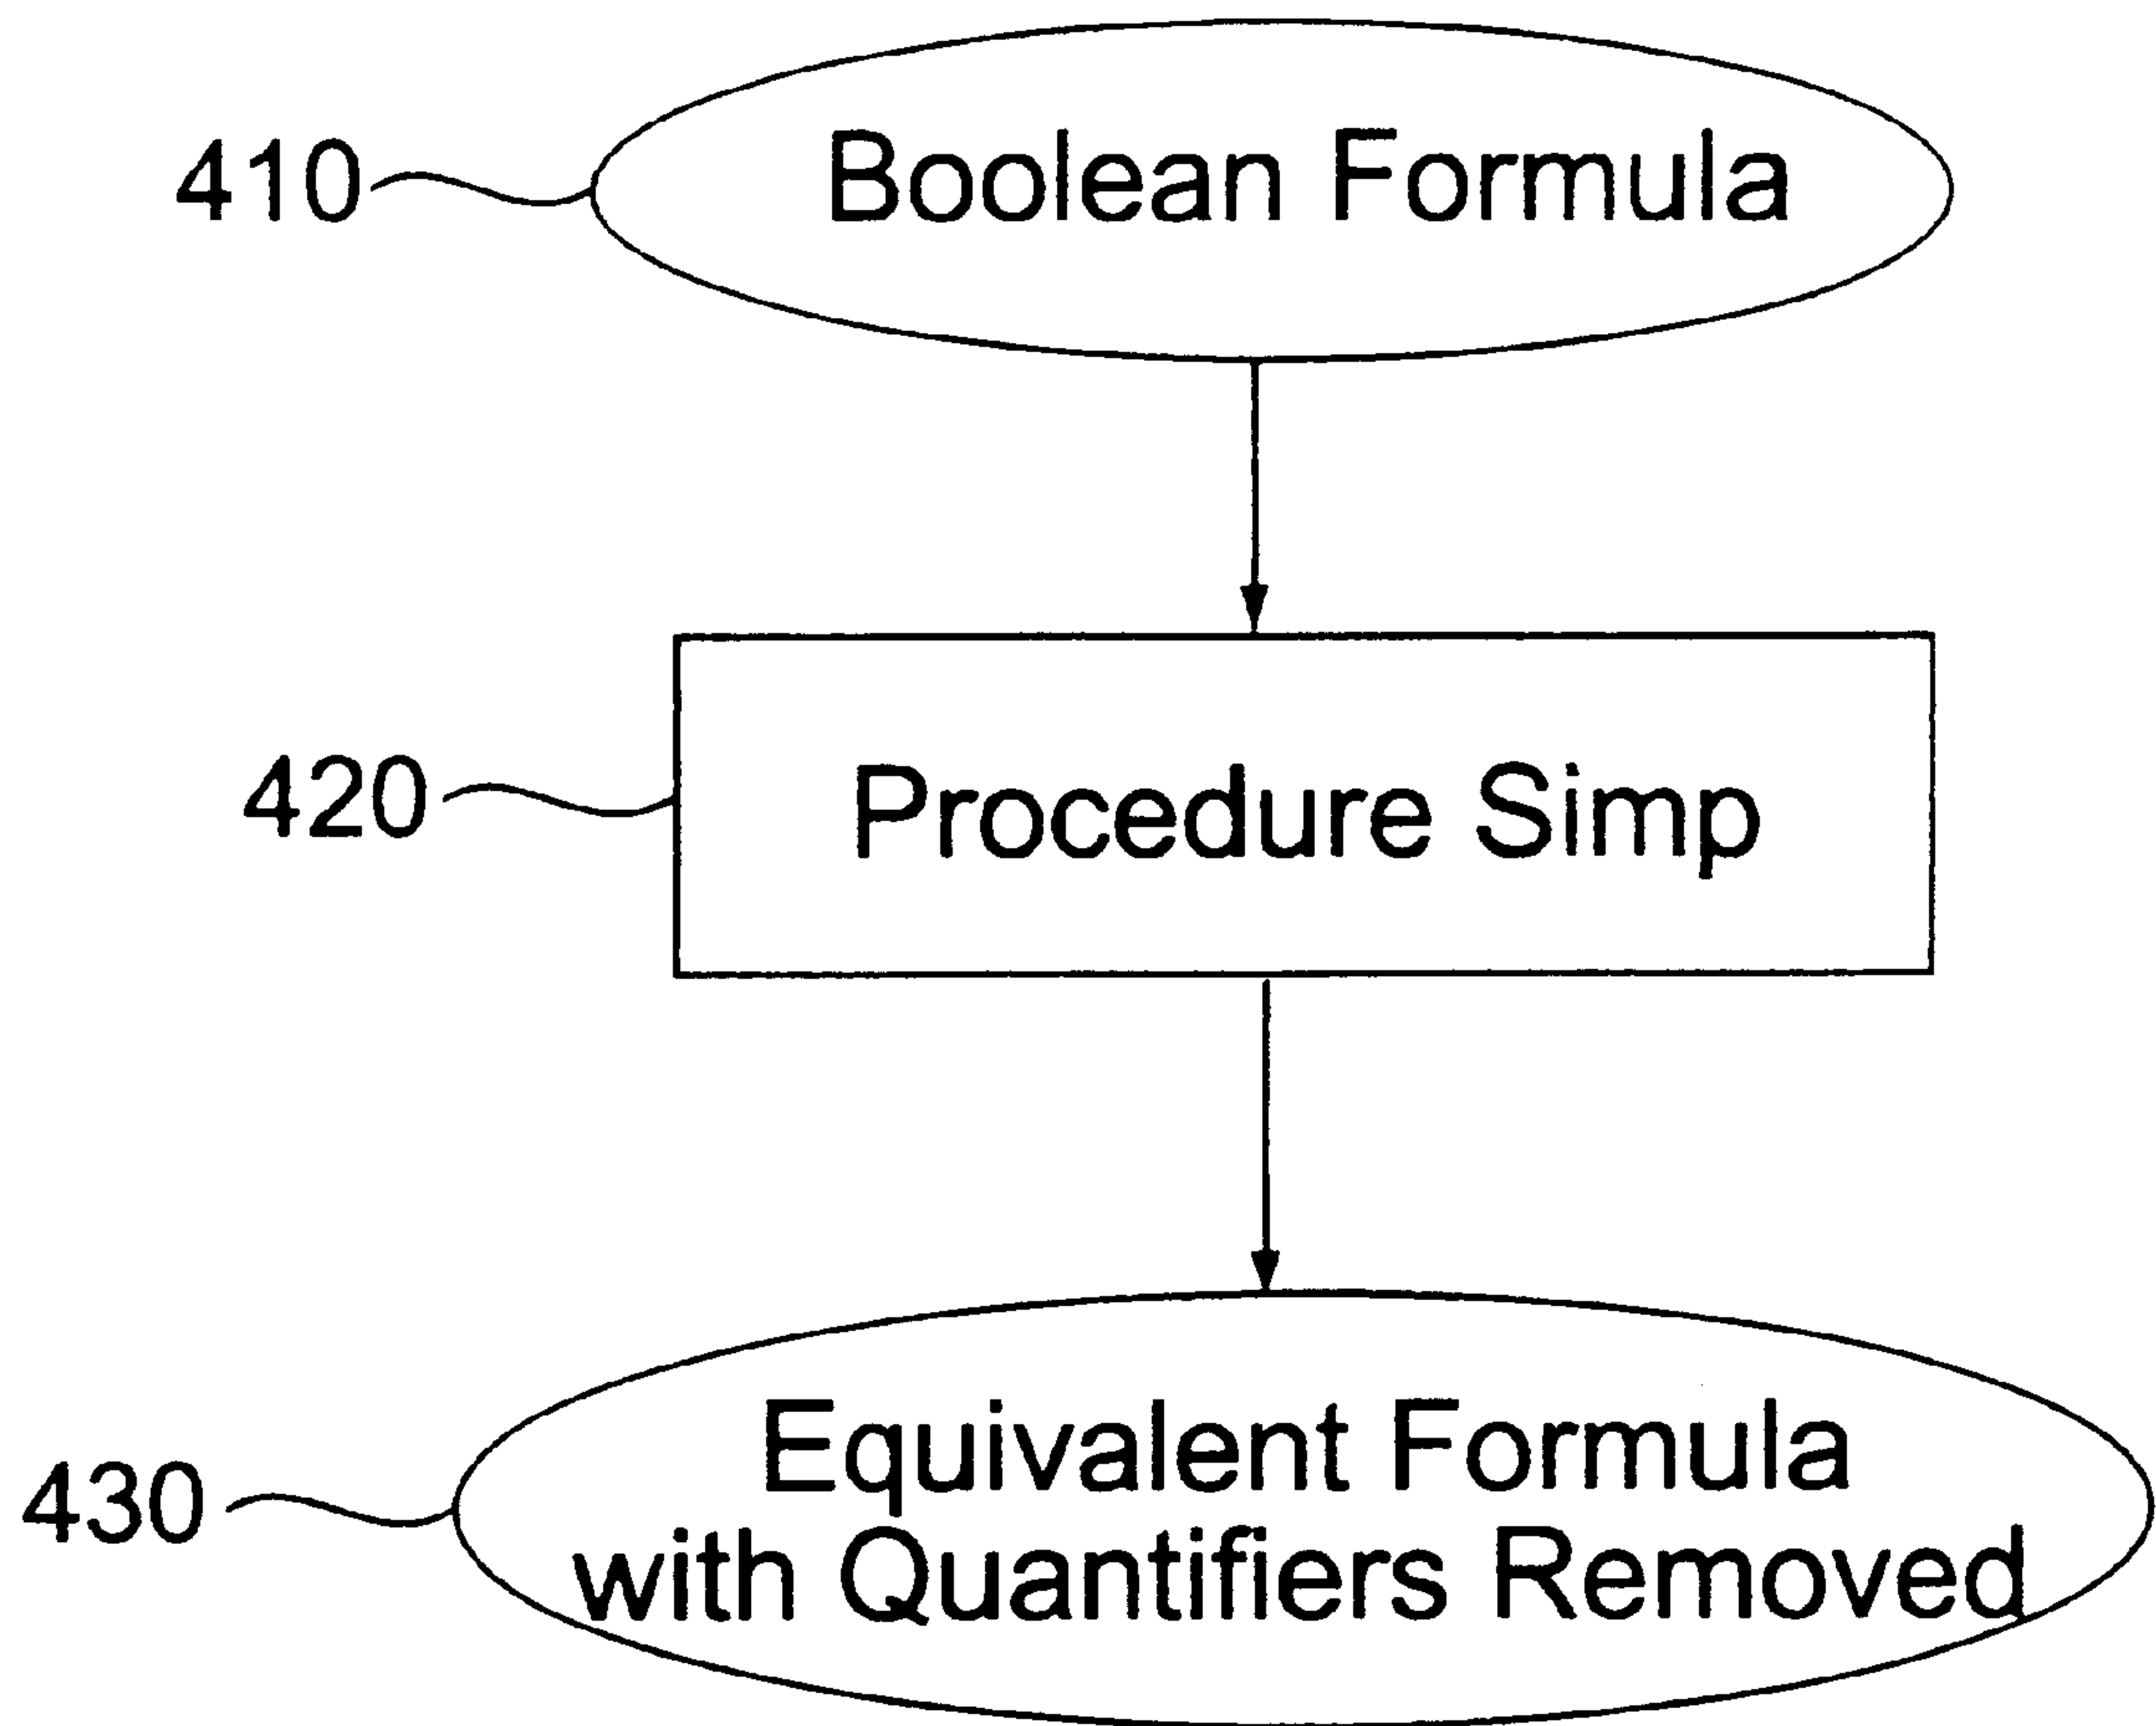 410
Boolean Formula
420
Procedure Simp
430
Equivalent Formula
with Quantifiers Removed